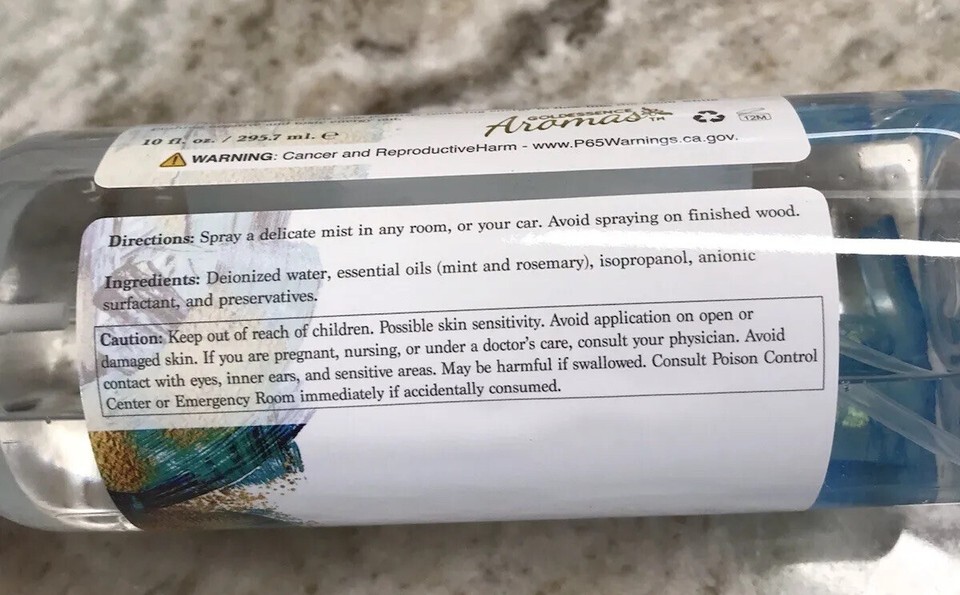 10 fl. oz. / 295.7 ml. ℮
GOLDESSENCE
Aromas™
12M
WARNING: Cancer and ReproductiveHarm - www.P65Warnings.ca.gov.
Directions: Spray a delicate mist in any room, or your car. Avoid spraying on finished wood.
Ingredients: Deionized water, essential oils (mint and rosemary), isopropanol, anionic
surfactant, and preservatives.
Caution: Keep out of reach of children. Possible skin sensitivity. Avoid application on open or
damaged skin. If you are pregnant, nursing, or under a doctor's care, consult your physician. Avoid
contact with eyes, inner ears, and sensitive areas. May be harmful if swallowed. Consult Poison Control
Center or Emergency Room immediately if accidentally consumed.